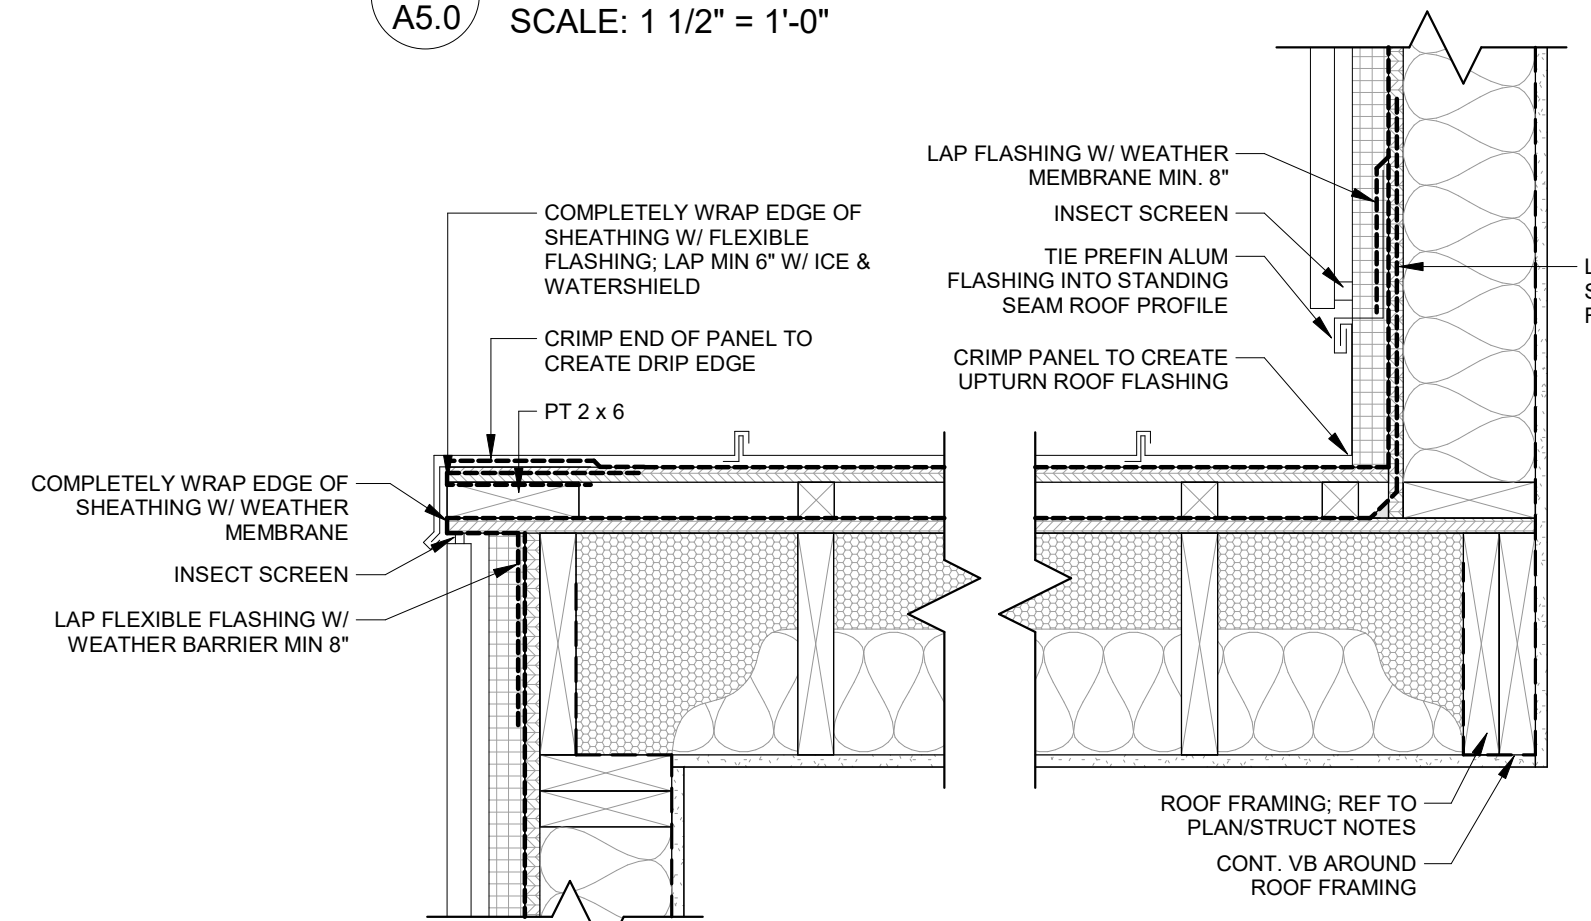 A5.0
SCALE: 1 1/2" = 1'-0"
LAP FLASHING W/ WEATHER
MEMBRANE MIN. 8"
INSECT SCREEN
TIE PREFIN ALUM
FLASHING INTO STANDING
SEAM ROOF PROFILE
CRIMP PANEL TO CREATE
UPTURN ROOF FLASHING
COMPLETELY WRAP EDGE OF
SHEATHING W/ FLEXIBLE
FLASHING; LAP MIN 6" W/ ICE &
WATERSHIELD
CRIMP END OF PANEL TO
CREATE DRIP EDGE
PT 2 x 6
COMPLETELY WRAP EDGE OF
SHEATHING W/ WEATHER
MEMBRANE
INSECT SCREEN
LAP FLEXIBLE FLASHING W/
WEATHER BARRIER MIN 8"
ROOF FRAMING; REF TO
PLAN/STRUCT NOTES
CONT. VB AROUND
ROOF FRAMING